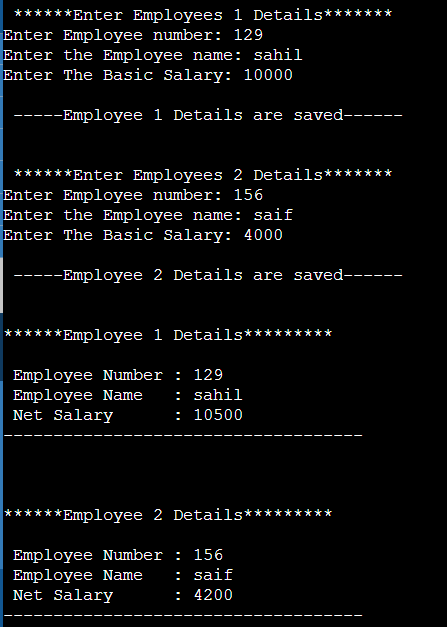 ******Enter Employees 1 Details*******
Enter Employee number: 129
Enter the Employee name: sahil
Enter The Basic Salary: 10000
-----Employee 1 Details are saved------
******Enter Employees 2 Details*******
Enter Employee number: 156
Enter the Employee name: saif
Enter The Basic Salary: 4000
-----Employee 2 Details are saved------
******Employee 1 Details*********
Employee Number : 129
Employee Name   : sahil
Net Salary      : 10500
------------------------------------
******Employee 2 Details*********
Employee Number : 156
Employee Name   : saif
Net Salary      : 4200
------------------------------------